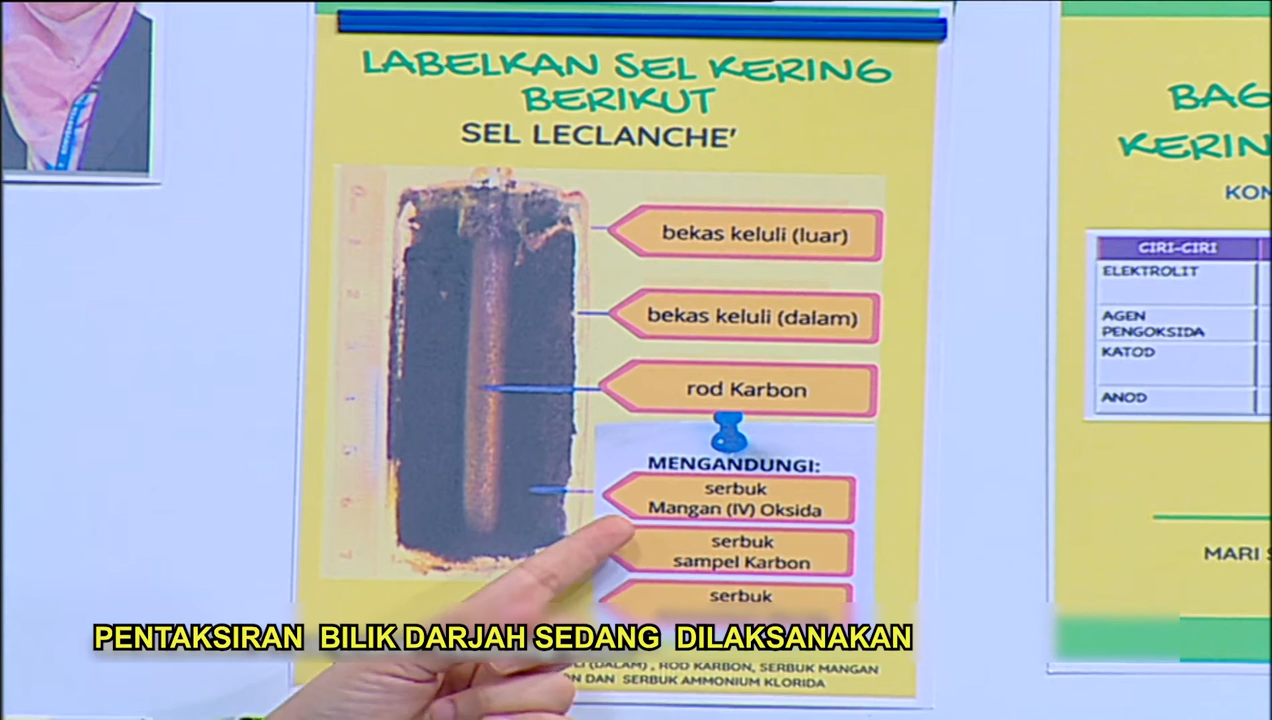 LABELKAN SEL KERING
BERIKUT
SEL LECLANCHE'
bekas keluli (luar)
bekas keluli (dalam)
rod Karbon
MENGANDUNGI:
serbuk
Mangan (IV) Oksida
serbuk
sampel Karbon
serbuk
(DALAM) , ROD KARBON, SERBUK MANGAN
DAN SERBUK AMMONIUM KLORIDA
BAG
KERIN
KON
CIRI-CIRI
ELEKTROLIT
AGEN
PENGOKSIDA
KATOD
ANOD
MARI
PENTAKSIRAN BILIK DARJAH SEDANG DILAKSANAKAN